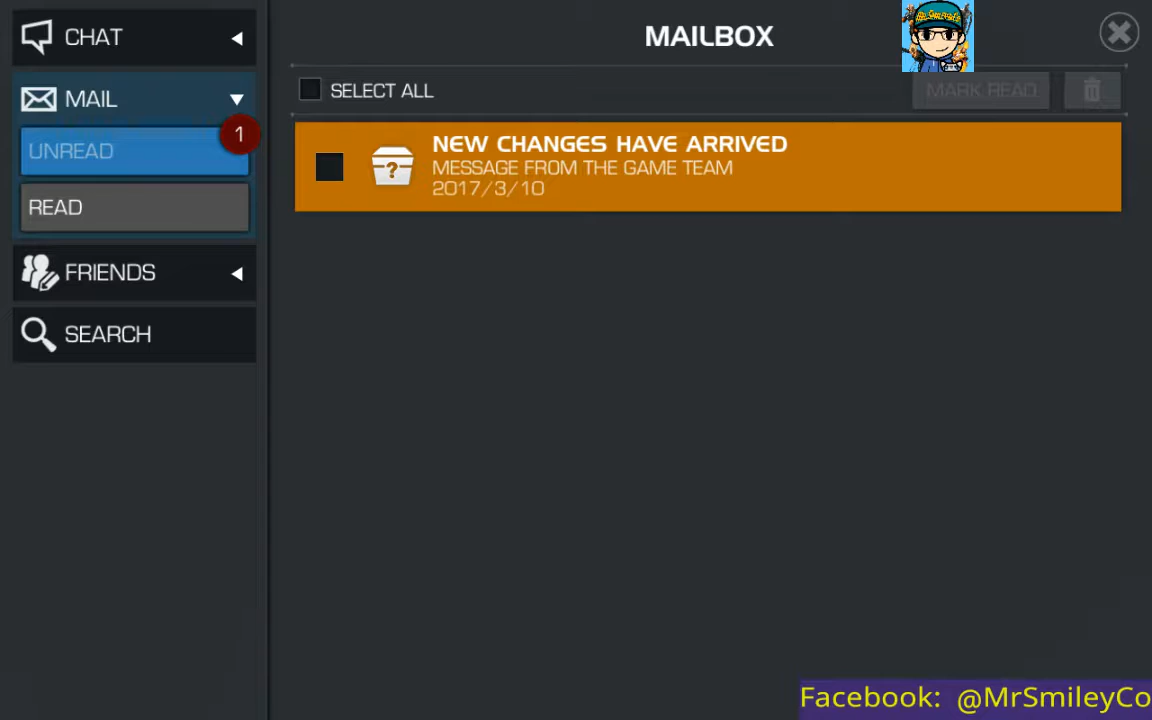 CHAT
MAIL
UNREAD
1
READ
FRIENDS
SEARCH
MAILBOX
SELECT ALL
MARK READ
NEW CHANGES HAVE ARRIVED
MESSAGE FROM THE GAME TEAM
2017/3/10
Facebook: @MrSmileyCo